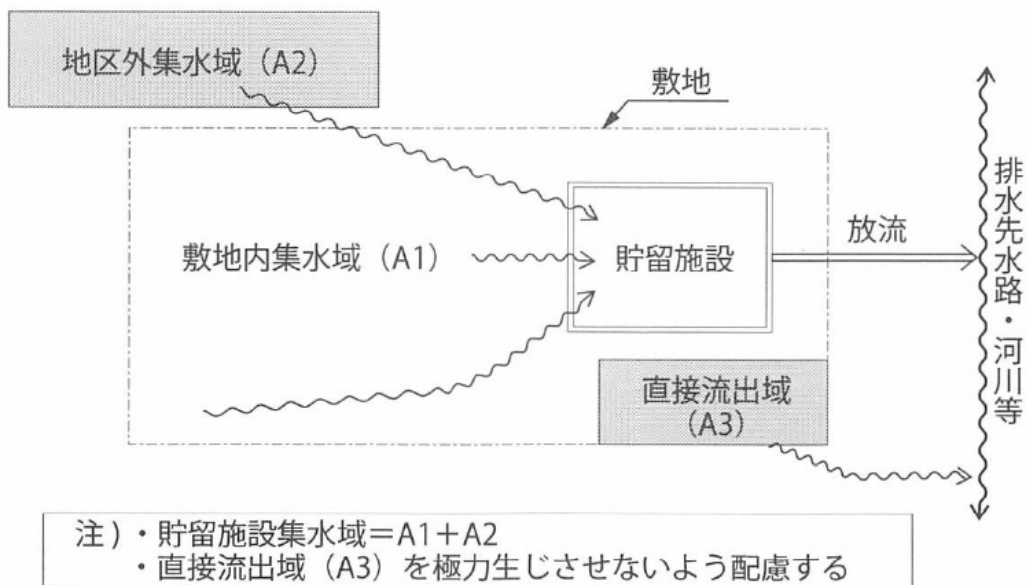 地区外集水域（A2）
敷地
敷地内集水域（A1）
貯留施設
放流
排水先水路・河川等
直接流出域
（A3）
注）・貯留施設集水域＝A1＋A2
・直接流出域（A3）を極力生じさせないよう配慮する